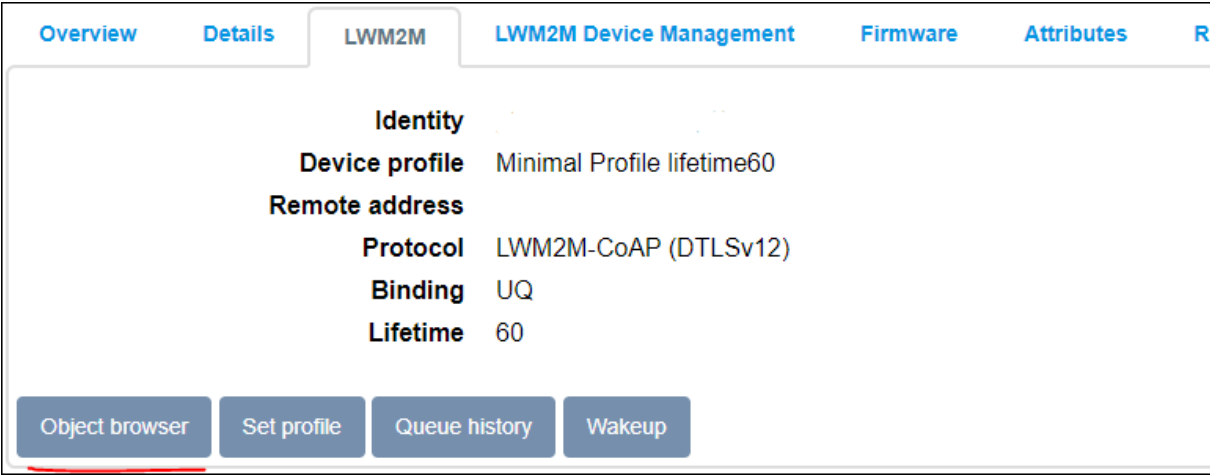 Overview Details LWM2M LWM2M Device Management Firmware Attributes R
Identity
Device profile Minimal Profile lifetime60
Remote address
Protocol LWM2M-CoAP (DTLSv12)
Binding UQ
Lifetime 60
Object browser Set profile Queue history Wakeup